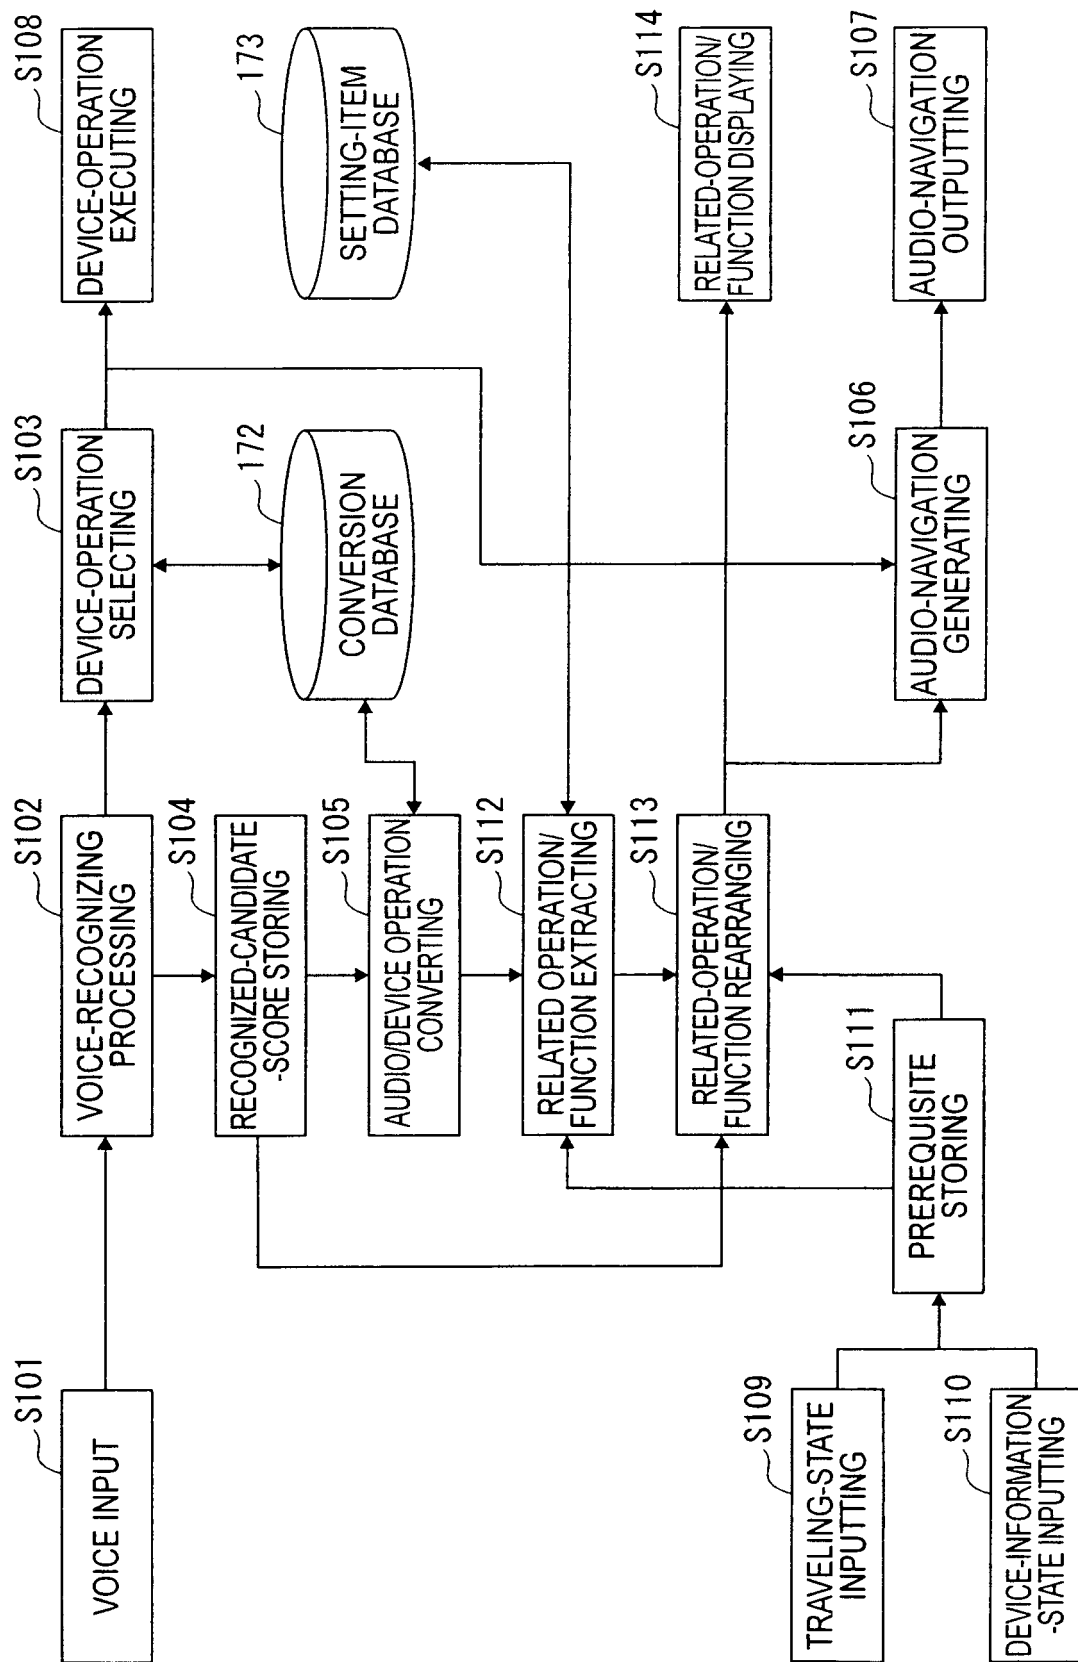 S101
VOICE INPUT
S102
VOICE-RECOGNIZING
PROCESSING
S103
DEVICE-OPERATION
SELECTING
S108
DEVICE-OPERATION
EXECUTING
S104
RECOGNIZED-CANDIDATE
-SCORE STORING
172
CONVERSION
DATABASE
173
SETTING-ITEM
DATABASE
S105
AUDIO/DEVICE OPERATION
CONVERTING
S112
RELATED OPERATION/
FUNCTION EXTRACTING
S113
RELATED-OPERATION/
FUNCTION REARRANGING
S114
RELATED-OPERATION/
FUNCTION DISPLAYING
S109
TRAVELING-STATE
INPUTTING
S110
DEVICE-INFORMATION
-STATE INPUTTING
S111
PREREQUISITE
STORING
S106
AUDIO-NAVIGATION
GENERATING
S107
AUDIO-NAVIGATION
OUTPUTTING